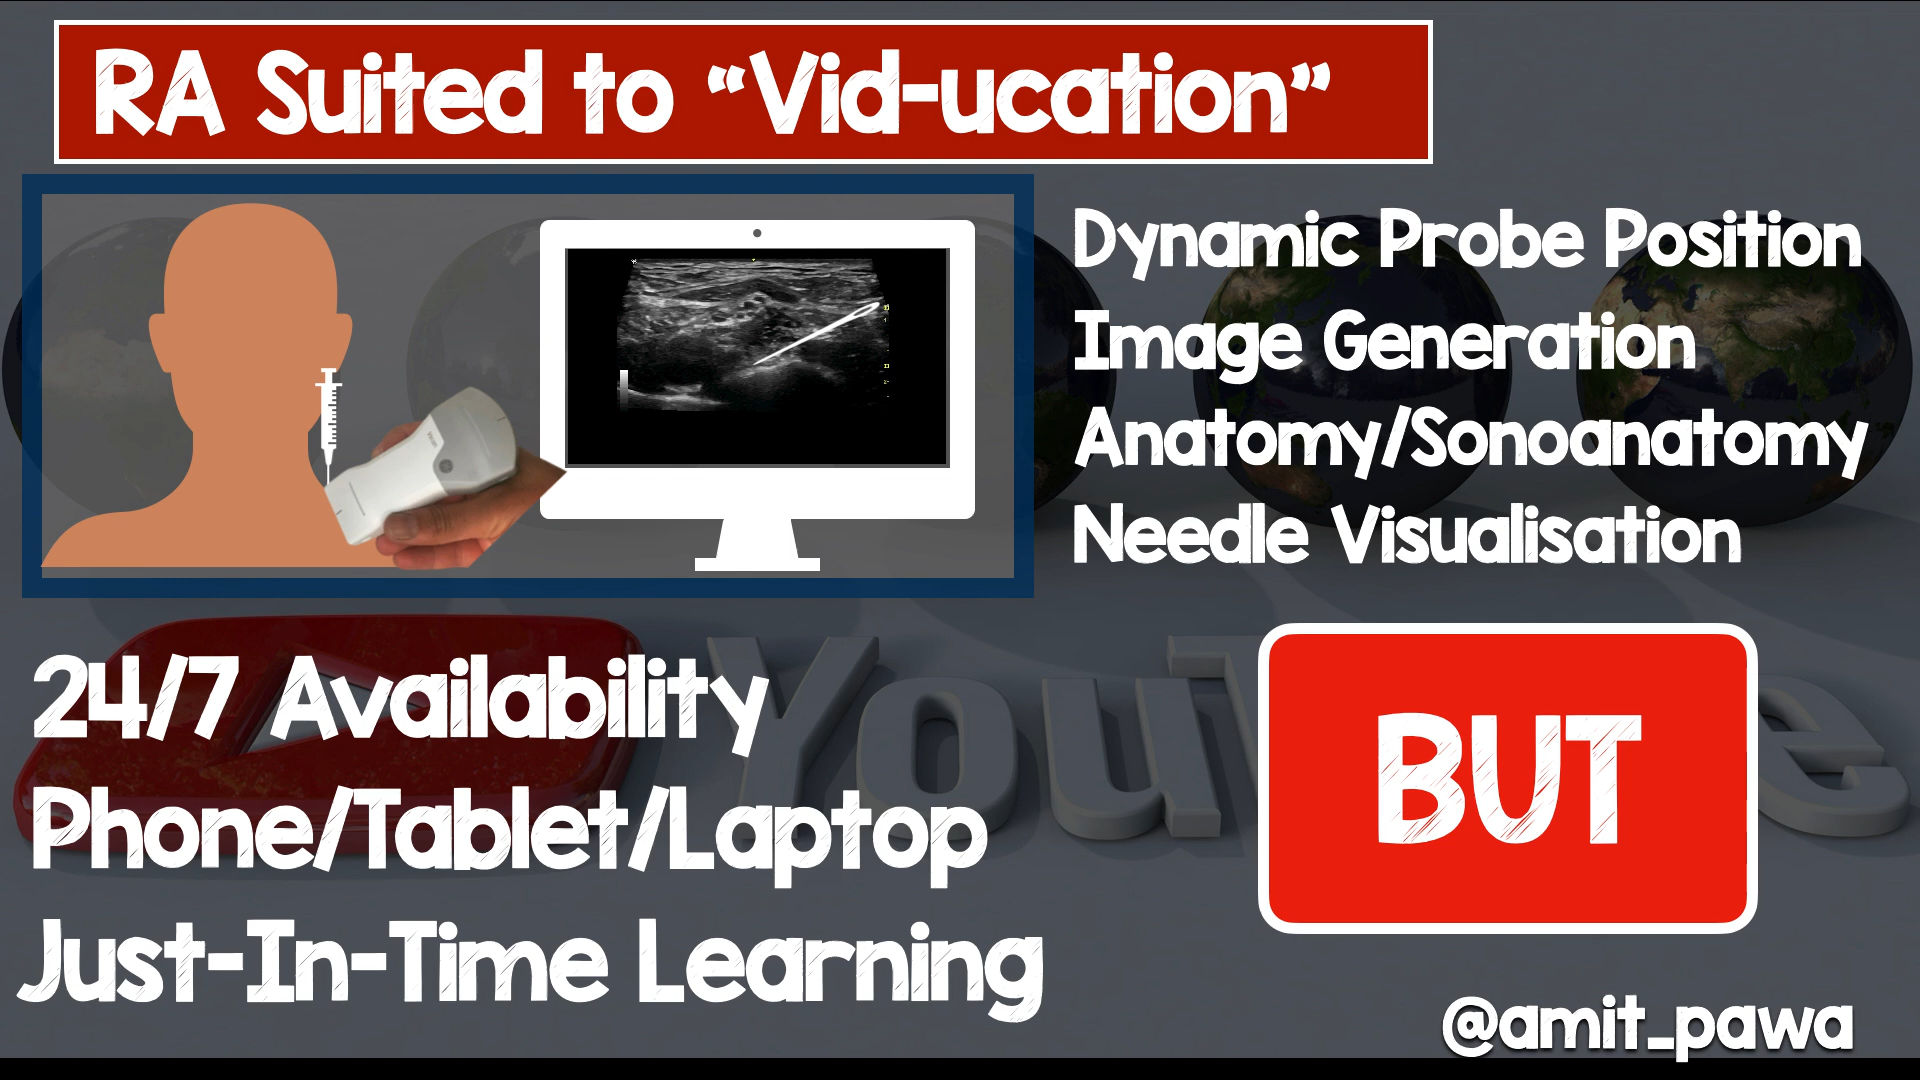 RA Suited to “Vid-ucation”
Dynamic Probe Position
Image Generation
Anatomy/Sonoanatomy
Needle Visualisation
24/7 Availability
Phone/Tablet/Laptop
Just-In-Time Learning
BUT
@amit_pawa